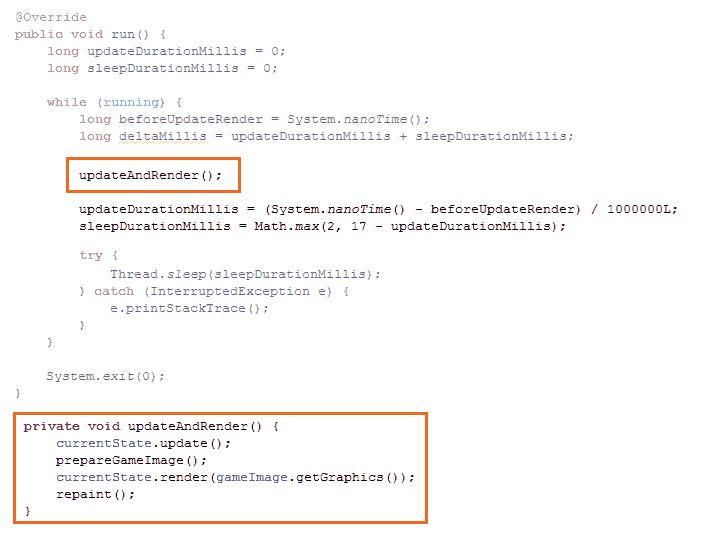 @Override
public void run() {
    long updateDurationMillis = 0;
    long sleepDurationMillis = 0;

    while (running) {
        long beforeUpdateRender = System.nanoTime();
        long deltaMillis = updateDurationMillis + sleepDurationMillis;

        updateAndRender();

        updateDurationMillis = (System.nanoTime() - beforeUpdateRender) / 1000000L;
        sleepDurationMillis = Math.max(2, 17 - updateDurationMillis);

        try {
            Thread.sleep(sleepDurationMillis);
        } catch (InterruptedException e) {
            e.printStackTrace();
        }
    }

    System.exit(0);
}
private void updateAndRender() {
    currentState.update();
    prepareGameImage();
    currentState.render(gameImage.getGraphics());
    repaint();
}